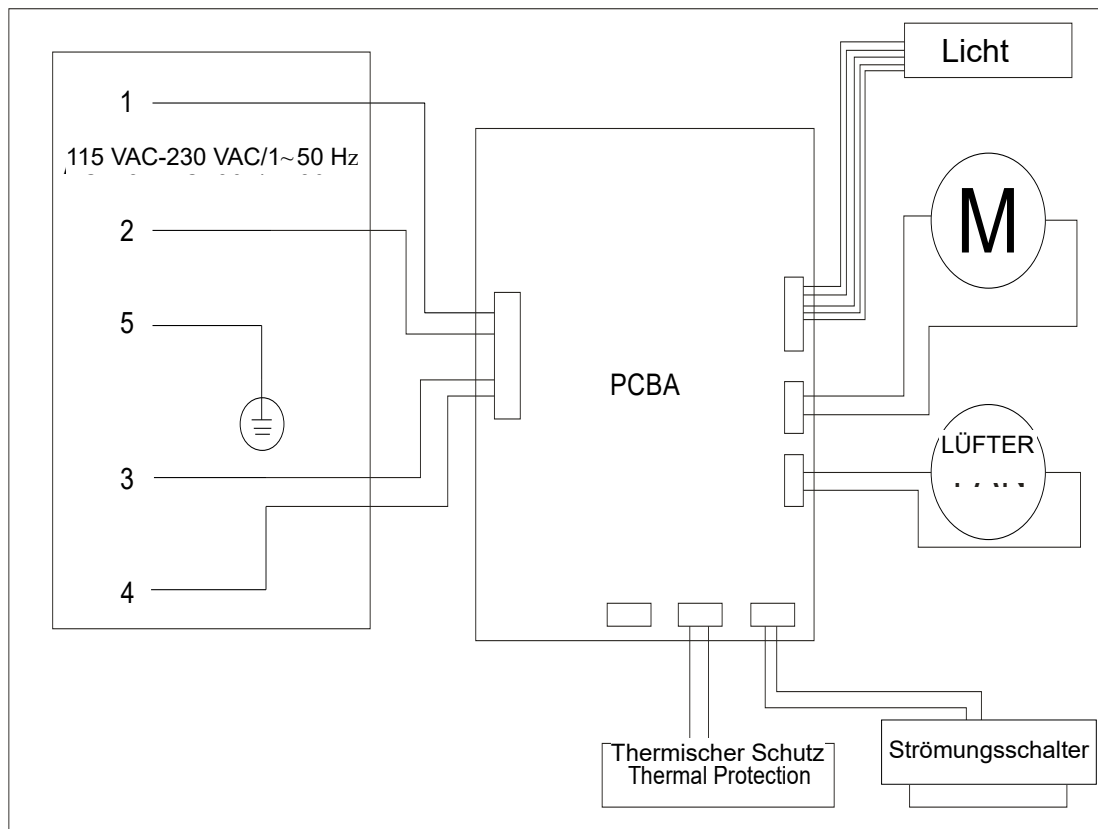 Licht
1
115 VAC-230 VAC/1~50 Hz
2
M
5
PCBA
LÜFTER
3
4
Thermischer Schutz
Thermal Protection
Strömungsschalter